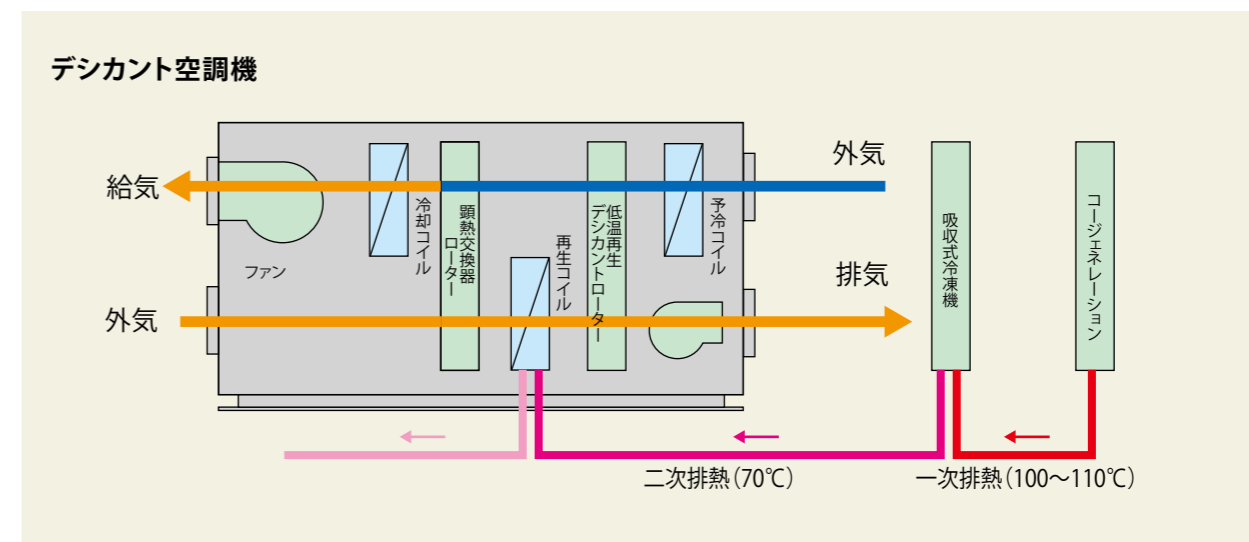 デシカント空調機
外気
給気
冷却コイル
顕熱交換器
ローター
再生コイル
低温再生
デシカントローター
予冷コイル
吸収式冷凍機
コージェネレーション
ファン
排気
外気
二次排熱(70℃)
一次排熱(100〜110℃)